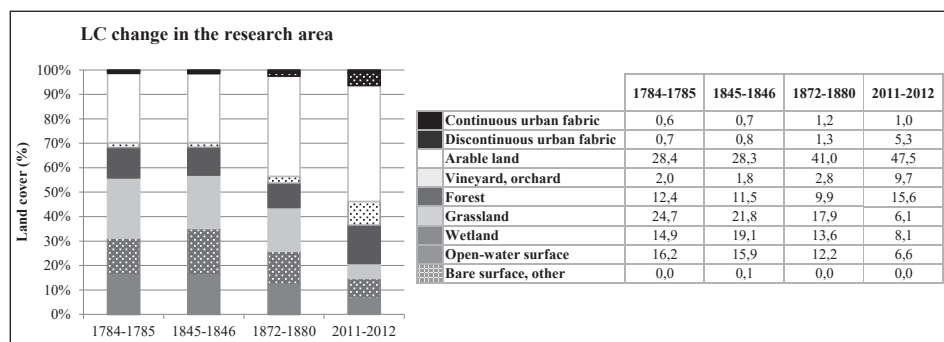 LC change in the research area
Land cover (%)
100%
90%
80%
70%
60%
50%
40%
30%
20%
10%
0%
1784-1785 1845-1846 1872-1880 2011-2012
1784-1785 1845-1846 1872-1880 2011-2012
Continuous urban fabric 0,6 0,7 1,2 1,0
Discontinuous urban fabric 0,7 0,8 1,3 5,3
Arable land 28,4 28,3 41,0 47,5
Vineyard, orchard 2,0 1,8 2,8 9,7
Forest 12,4 11,5 9,9 15,6
Grassland 24,7 21,8 17,9 6,1
Wetland 14,9 19,1 13,6 8,1
Open-water surface 16,2 15,9 12,2 6,6
Bare surface, other 0,0 0,1 0,0 0,0